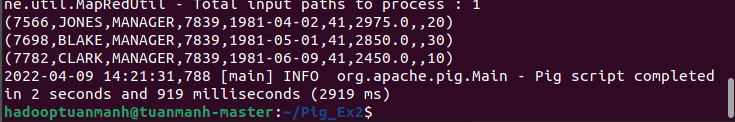 ne.util.MapRedUtil - Total input paths to process : 1
(7566,JONES,MANAGER,7839,1981-04-02,41,2975.0,,20)
(7698,BLAKE,MANAGER,7839,1981-05-01,41,2850.0,,30)
(7782,CLARK,MANAGER,7839,1981-06-09,41,2450.0,,10)
2022-04-09 14:21:31,788 [main] INFO  org.apache.pig.Main - Pig script completed
in 2 seconds and 919 milliseconds (2919 ms)
hadooptuanmanh@tuanmanh-master:~/Pig_Ex2$